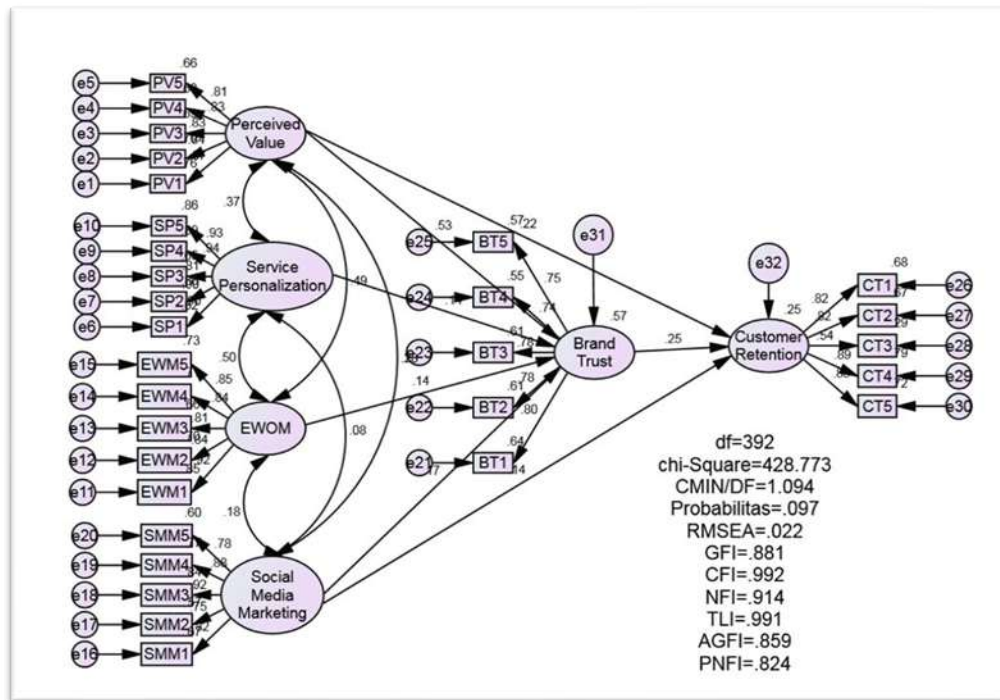 .66
e5
PV5
.81
e4
PV4
.83
e3
PV3
.83
e2
PV2
e1
PV1
Perceived
Value
.37
.86
e10
SP5
.93
e9
SP4
e8
SP3
e7
SP2
e6
SP1
Service
Personalization
.49
.73
e15
EWM5
.85
e14
EWM4
e13
EWM3
.81
e12
EWM2
e11
EWM1
.50
EWOM
.14
.08
.18
.60
e20
SMM5
.78
e19
SMM4
e18
SMM3
e17
SMM2
e16
SMM1
Social
Media
Marketing
.53
e25
BT5
.57
.22
.75
e24
BT4
.55
.74
e23
BT3
.61
e22
BT2
.61
.78
.80
e21
BT1
.64
.17
.14
e31
.57
Brand
Trust
.25
e32
.25
Customer
Retention
.68
CT1
e26
.82
CT2
e27
.82
CT3
e28
.54
CT4
e29
.89
CT5
e30
df=392
chi-Square=428.773
CMIN/DF=1.094
Probabilitas=.097
RMSEA=.022
GFI=.881
CFI=.992
NFI=.914
TLI=.991
AGFI=.859
PNFI=.824